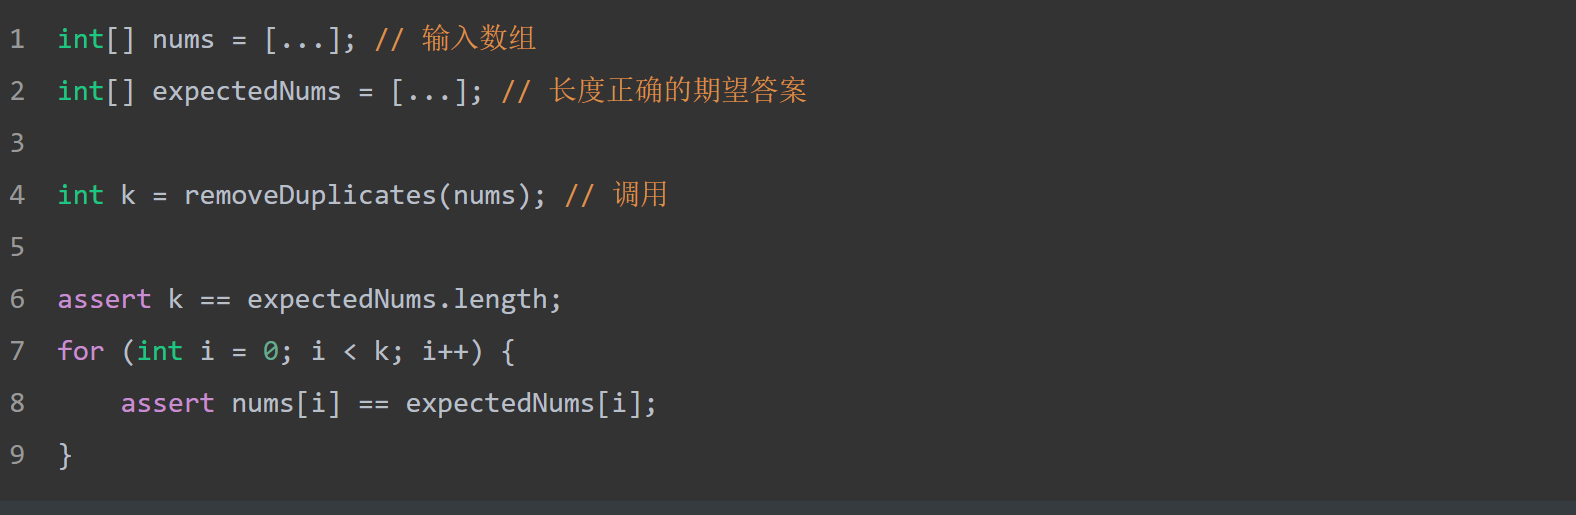 1 int[] nums = [...]; // 输入数组
2 int[] expectedNums = [...]; // 长度正确的期望答案
3
4 int k = removeDuplicates(nums); // 调用
5
6 assert k == expectedNums.length;
7 for (int i = 0; i < k; i++) {
8     assert nums[i] == expectedNums[i];
9 }